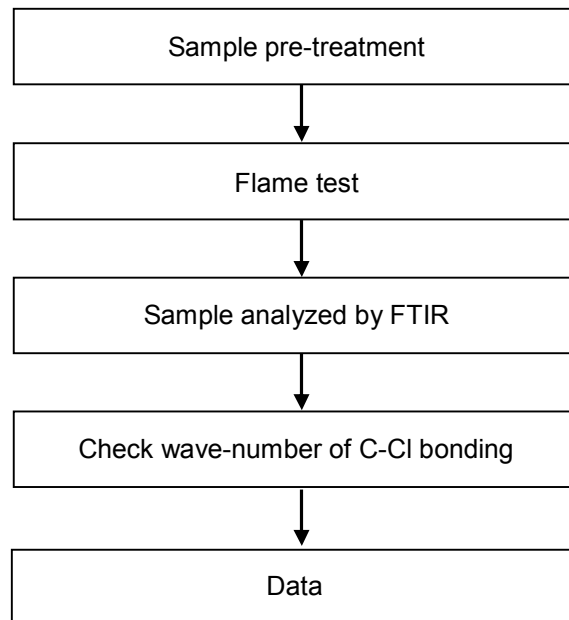 Sample pre-treatment
Flame test
Sample analyzed by FTIR
Check wave-number of C-Cl bonding
Data